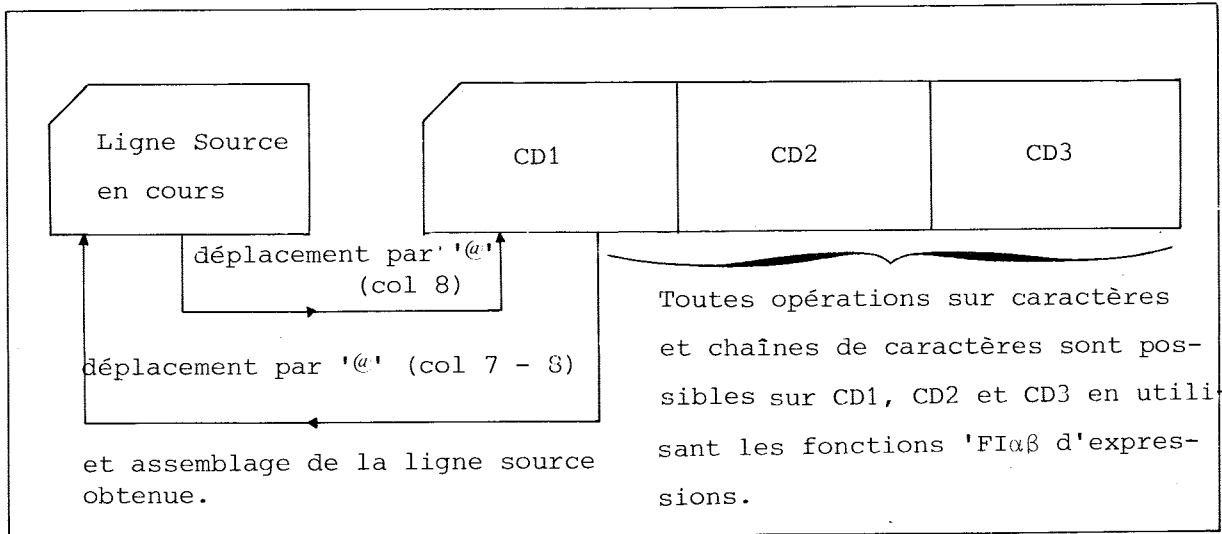 Ligne Source
en cours
CD1
CD2
CD3
déplacement par '@'
(col 8)
déplacement par '@' (col 7 - 8)
et assemblage de la ligne source
obtenue.
Toutes opérations sur caractères
et chaînes de caractères sont pos-
sibles sur CD1, CD2 et CD3 en utili-
sant les fonctions 'FIαβ d'expres-
sions.